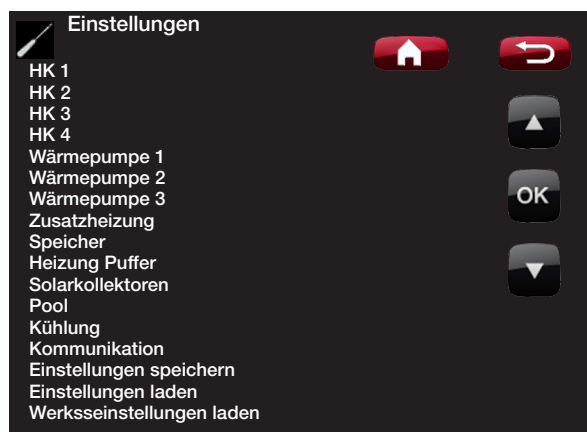 Einstellungen
HK 1
HK 2
HK 3
HK 4
Wärmepumpe 1
Wärmepumpe 2
Wärmepumpe 3
Zusatzheizung
Speicher
Heizung Puffer
Solarkollektoren
Pool
Kühlung
Kommunikation
Einstellungen speichern
Einstellungen laden
Werksseinstellungen laden
OK